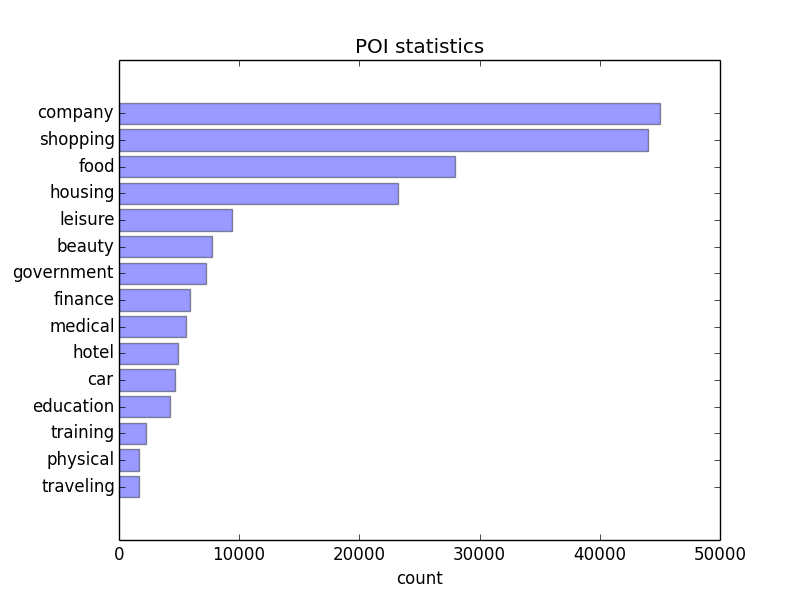 POI statistics
company
shopping
food
housing
leisure
beauty
government
finance
medical
hotel
car
education
training
physical
traveling
0 10000 20000 30000 40000 50000
count